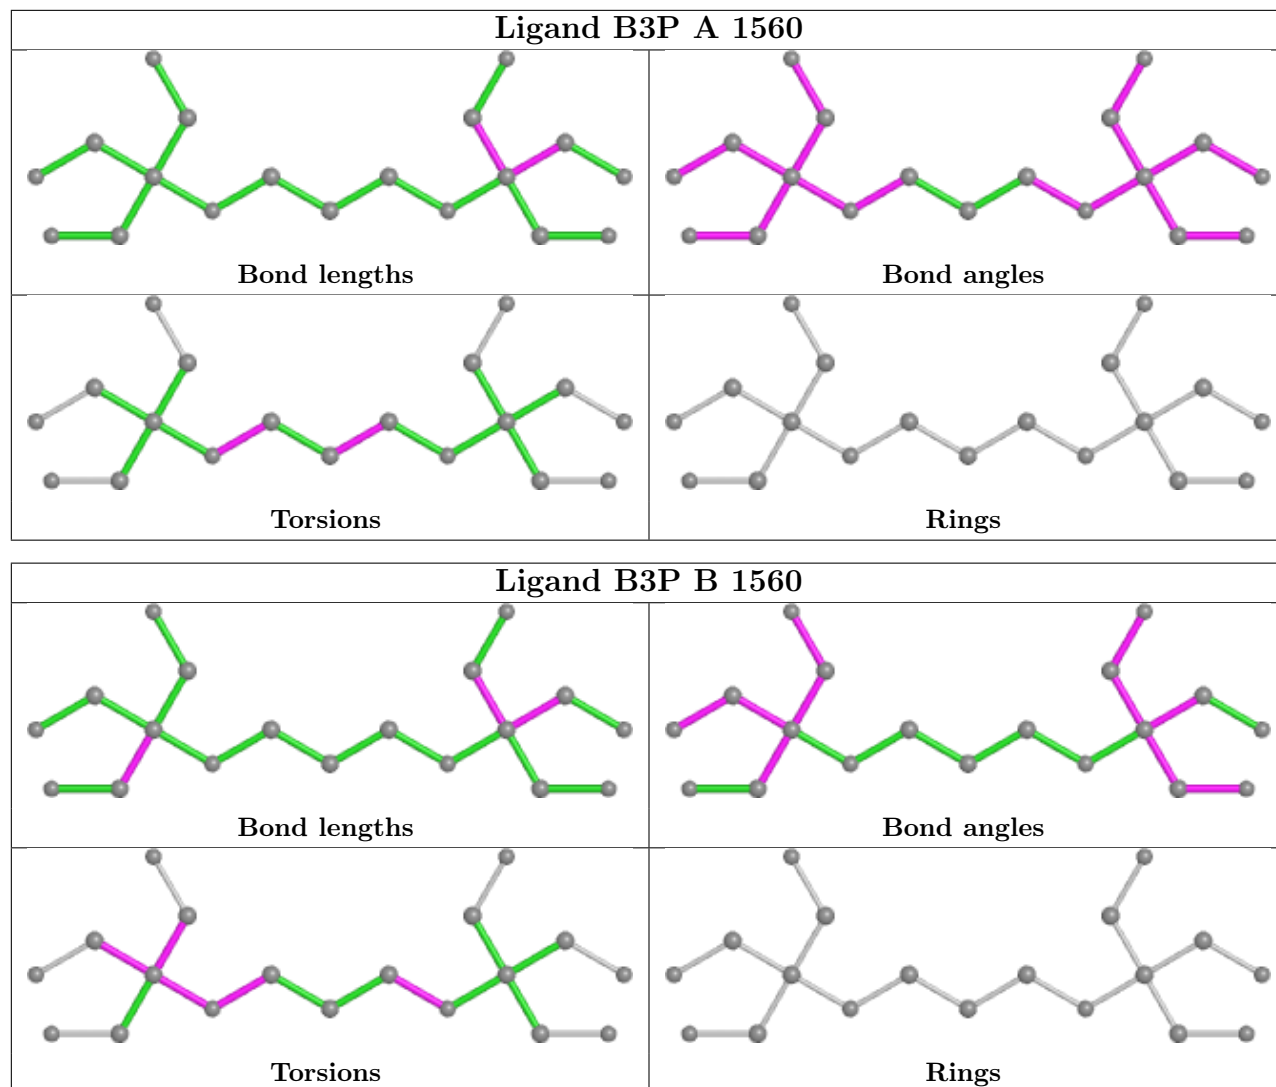 Ligand B3P A 1560
Bond lengths
Bond angles
Torsions
Rings
Ligand B3P B 1560
Bond lengths
Bond angles
Torsions
Rings